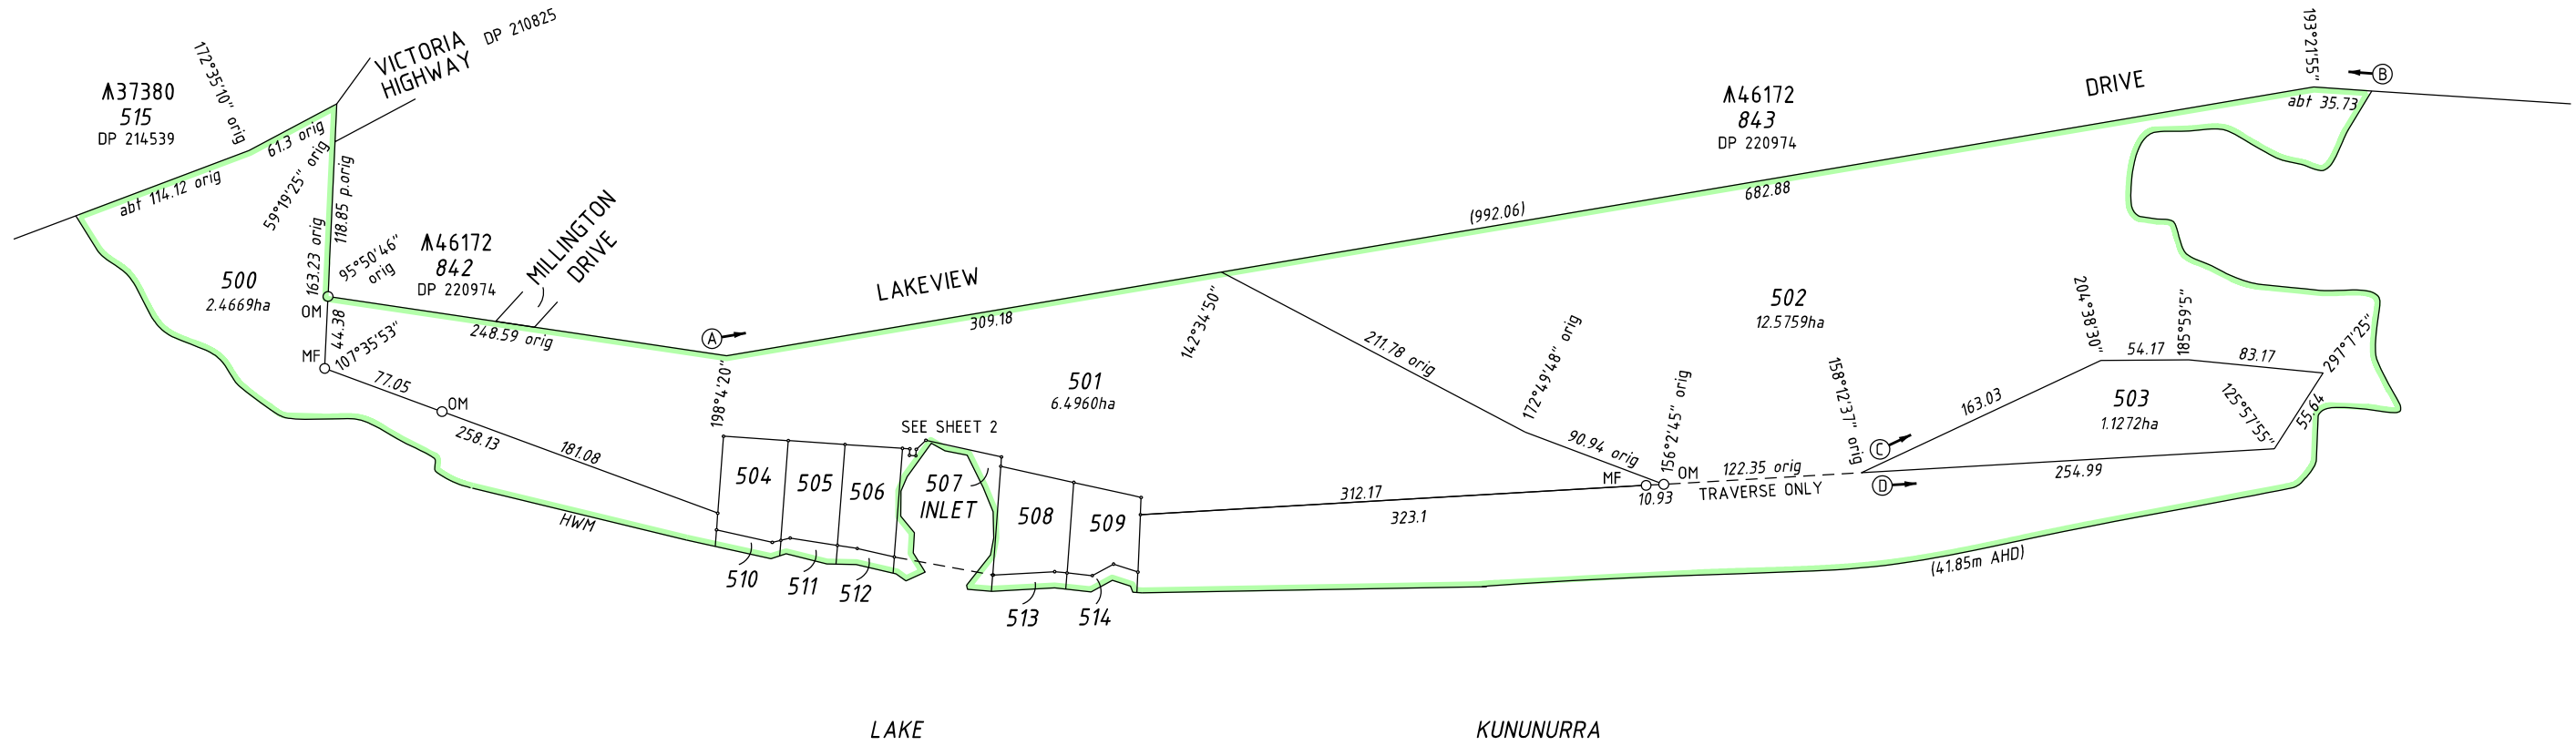 VICTORIA
HIGHWAY
DP 210825
172°35'10" orig
⩚37380
515
DP 214539
61.3 orig
59°19'25" orig
abt 114.12 orig
118.85 p.orig
163.23 orig
95°50'46"
orig
⩚46172
842
DP 220974
MILLINGTON
DRIVE
500
2.4669ha
OM
44.38
MF
107°35'53"
77.05
OM
258.13
181.08
248.59 orig
A
198°4'20"
LAKEVIEW
309.18
142°34'50"
501
6.4960ha
SEE SHEET 2
504
505
506
507
INLET
508
509
510
511
512
513
514
HWM
(992.06)
682.88
⩚46172
843
DP 220974
DRIVE
193°21'55"
B
abt 35.73
211.78 orig
172°49'48" orig
90.94 orig
156°2'45" orig
MF
OM
10.93
312.17
323.1
122.35 orig
TRAVERSE ONLY
158°12'37" orig
502
12.5759ha
C
D
163.03
204°38'30"
54.17
185°59'5"
83.17
297°7'25"
503
1.1272ha
125°57'55"
55.64
254.99
(41.85m AHD)
LAKE
KUNUNURRA